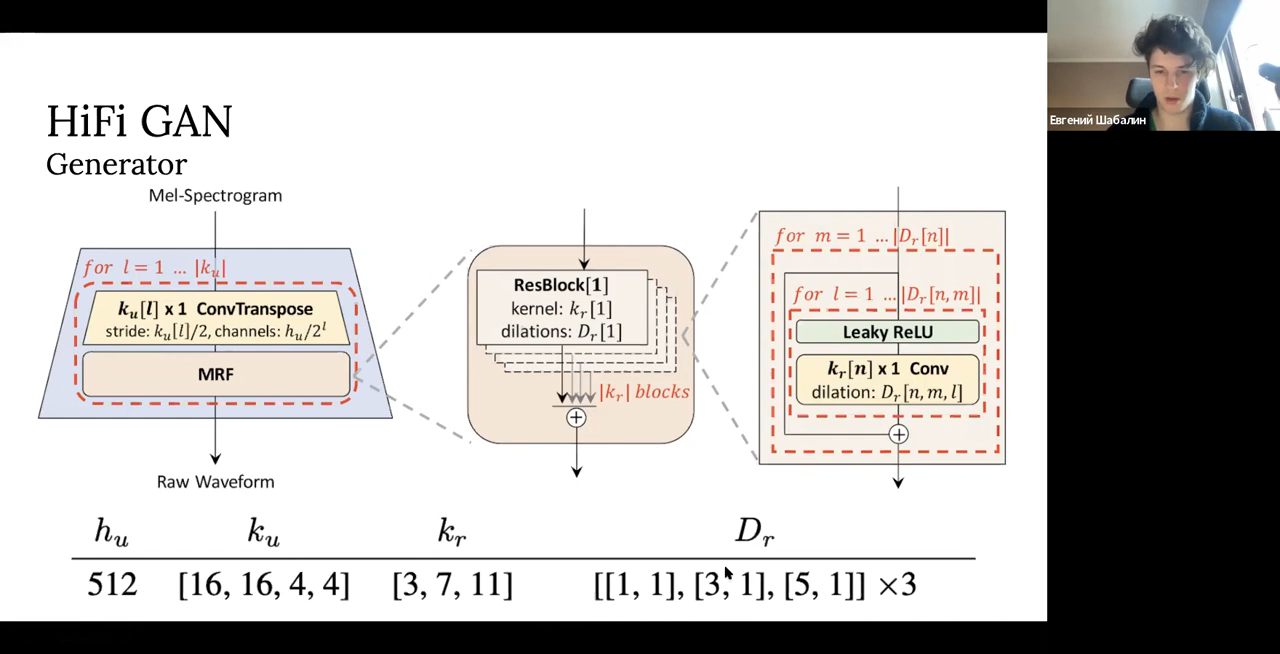 HiFi GAN
Generator
Евгений Шабалин
Mel-Spectrogram
for l = 1 ... |k_u|
k_u[l] x 1 ConvTranspose
stride: k_u[l]/2, channels: h_u/2^l
MRF
Raw Waveform
ResBlock[1]
kernel: k_r[1]
dilations: D_r[1]
|k_r| blocks
for m = 1 ...|D_r[n]|
for l = 1 ...|D_r[n,m]|
Leaky ReLU
k_r[n] x 1 Conv
dilation: D_r[n,m,l]
h_u k_u k_r D_r
512 [16, 16, 4, 4] [3, 7, 11] [[1, 1], [3, 1], [5, 1]] ×3